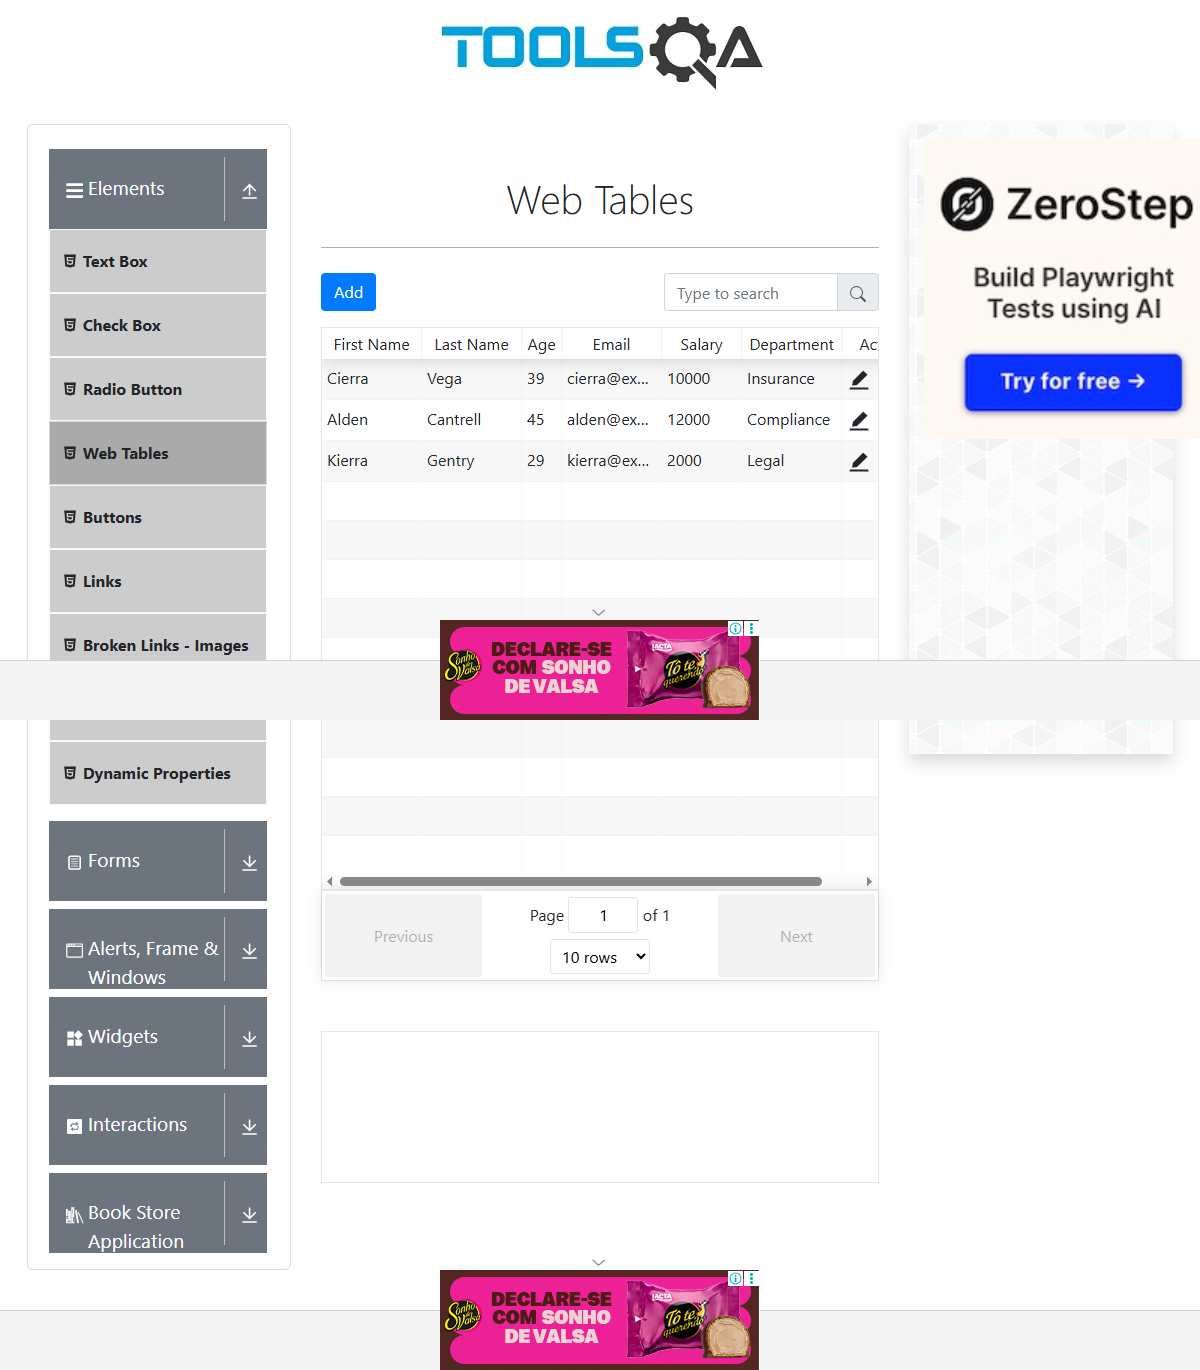 TOOLSQA
Elements
Text Box
Check Box
Radio Button
Web Tables
Buttons
Links
Broken Links - Images
Dynamic Properties
Forms
Alerts, Frame &
Windows
Widgets
Interactions
Book Store
Application
Web Tables
Add
Type to search
First Name Last Name Age Email Salary Department Ac
Cierra Vega 39 cierra@ex... 10000 Insurance
Alden Cantrell 45 alden@ex... 12000 Compliance
Kierra Gentry 29 kierra@ex... 2000 Legal
Sonho de Valsa
DECLARE-SE
COM SONHO
DE VALSA
LACTA
Tô te
querendo
Previous
Page 1 of 1
10 rows
Next
Sonho de Valsa
DECLARE-SE
COM SONHO
DE VALSA
LACTA
Tô te
querendo
ZeroStep
Build Playwright
Tests using AI
Try for free →